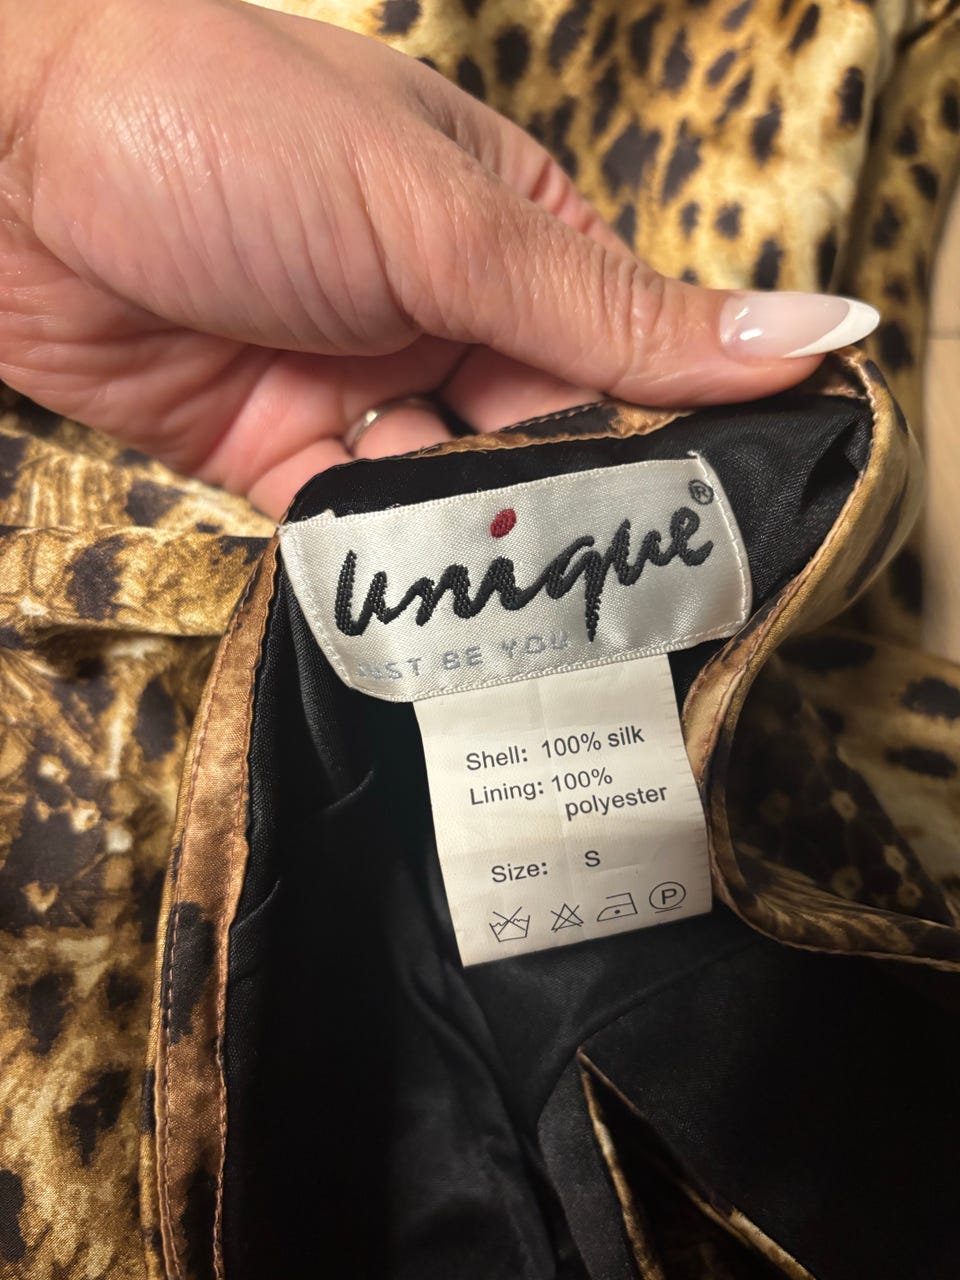 unique®
JUST BE YOU
Shell: 100% silk
Lining: 100%
polyester
Size: S
P